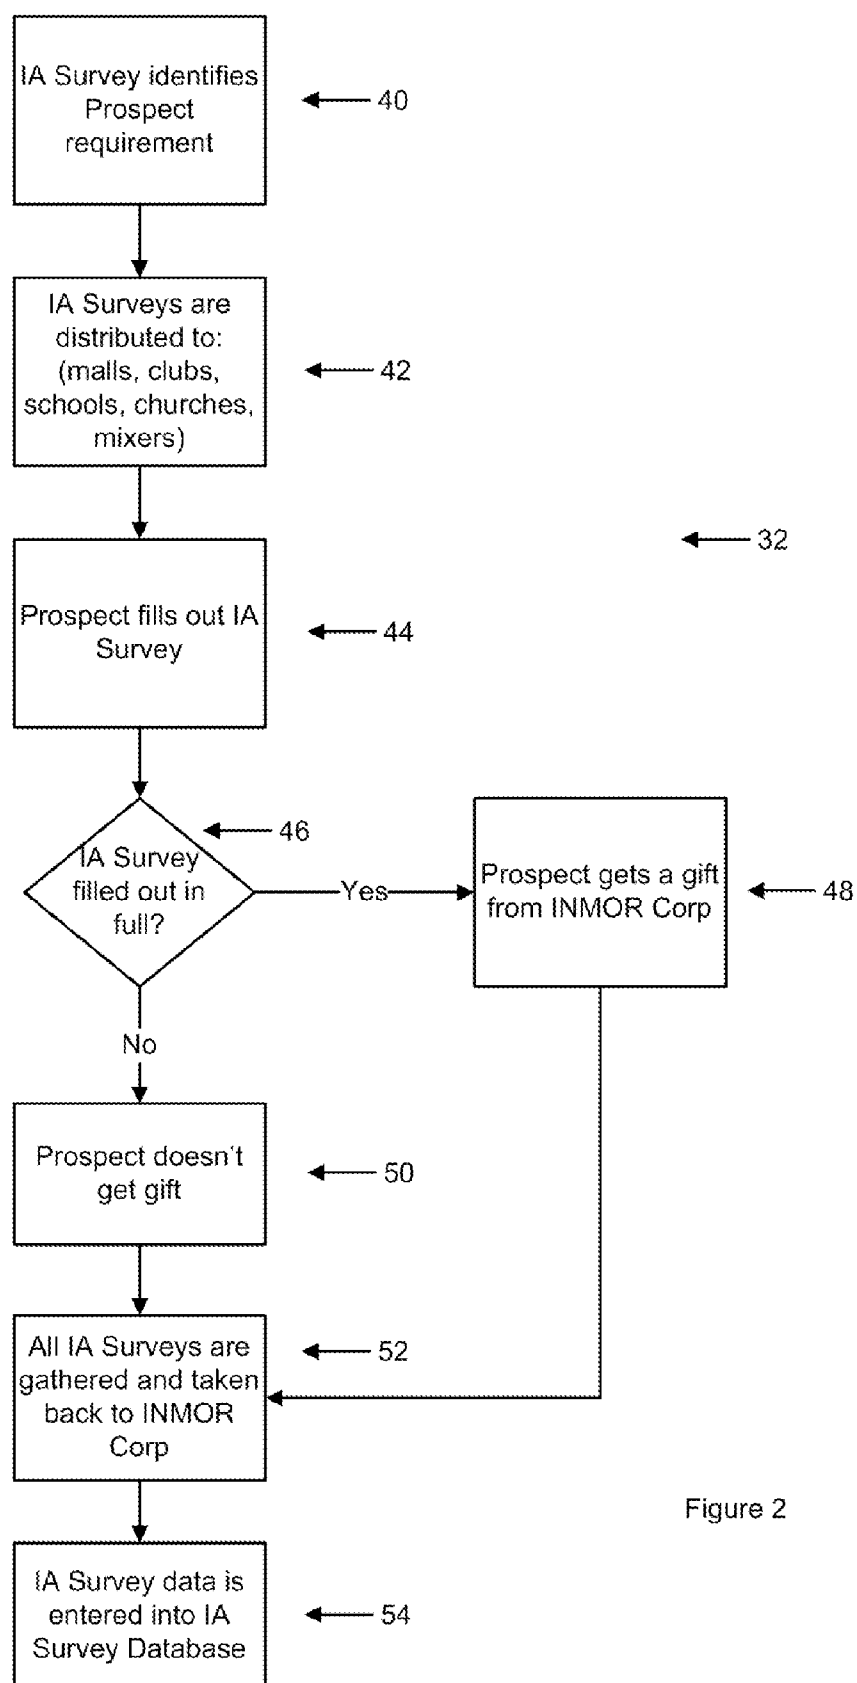 IA Survey identifies
Prospect
requirement
40
IA Surveys are
distributed to:
(malls, clubs,
schools, churches,
mixers)
42
32
Prospect fills out IA
Survey
44
46
IA Survey
filled out in
full?
Yes
Prospect gets a gift
from INMOR Corp
48
No
Prospect doesn't
get gift
50
All IA Surveys are
gathered and taken
back to INMOR
Corp
52
Figure 2
IA Survey data is
entered into IA
Survey Database
54